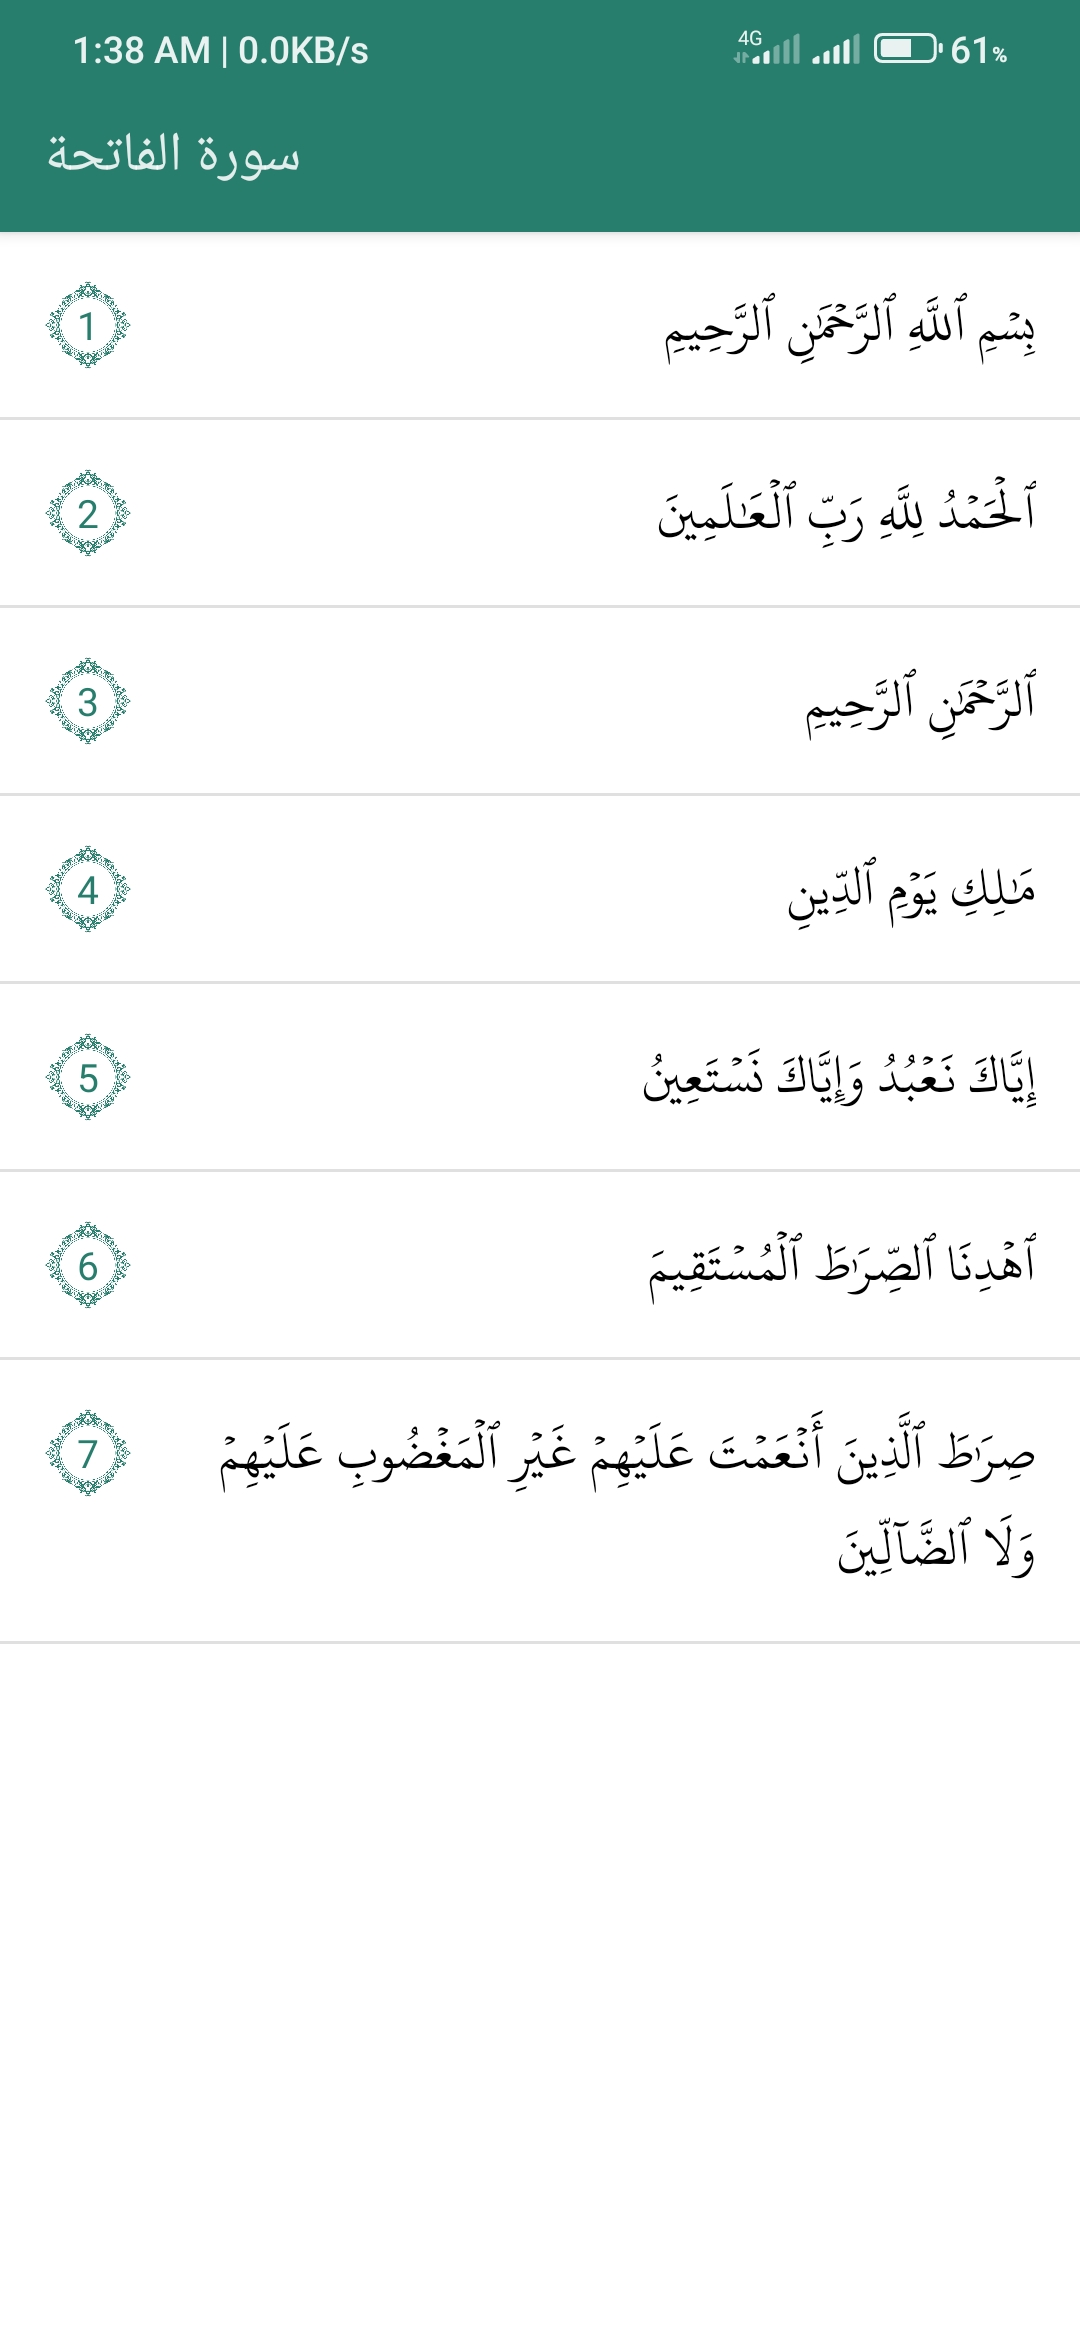 1:38 AM | 0.0KB/s 4G 61%
سورة الفاتحة
1 بِسۡمِ ٱللَّهِ ٱلرَّحۡمَٰنِ ٱلرَّحِيمِ
2 ٱلۡحَمۡدُ لِلَّهِ رَبِّ ٱلۡعَٰلَمِينَ
3 ٱلرَّحۡمَٰنِ ٱلرَّحِيمِ
4 مَٰلِكِ يَوۡمِ ٱلدِّينِ
5 إِيَّاكَ نَعۡبُدُ وَإِيَّاكَ نَسۡتَعِينُ
6 ٱهۡدِنَا ٱلصِّرَٰطَ ٱلۡمُسۡتَقِيمَ
7 صِرَٰطَ ٱلَّذِينَ أَنۡعَمۡتَ عَلَيۡهِمۡ غَيۡرِ ٱلۡمَغۡضُوبِ عَلَيۡهِمۡ
وَلَا ٱلضَّآلِّينَ